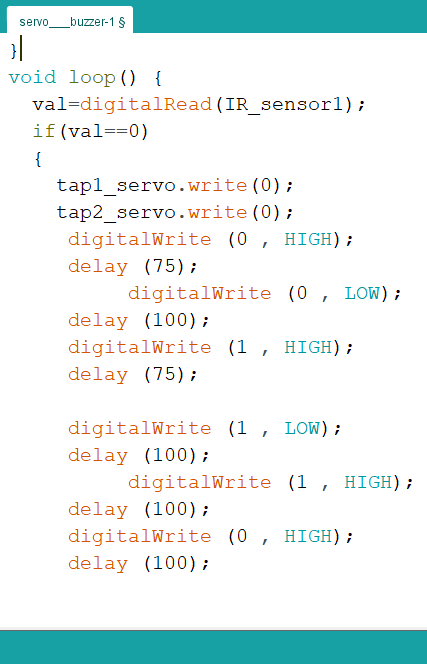 servo___buzzer-1 §
}
void loop() {
  val=digitalRead(IR_sensor1);
  if(val==0)
  {
    tap1_servo.write(0);
    tap2_servo.write(0);
     digitalWrite (0 , HIGH);
     delay (75);
          digitalWrite (0 , LOW);
     delay (100);
     digitalWrite (1 , HIGH);
     delay (75);

     digitalWrite (1 , LOW);
     delay (100);
          digitalWrite (1 , HIGH);
     delay (100);
     digitalWrite (0 , HIGH);
     delay (100);